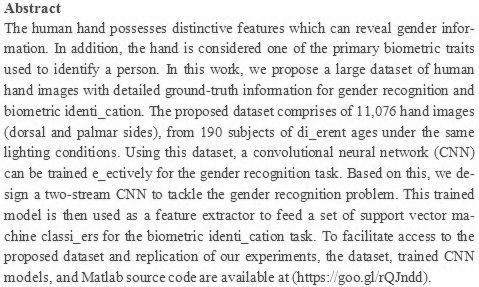 Abstract
The human hand possesses distinctive features which can reveal gender infor-
mation. In addition, the hand is considered one of the primary biometric traits
used to identify a person. In this work, we propose a large dataset of human
hand images with detailed ground-truth information for gender recognition and
biometric identi_cation. The proposed dataset comprises of 11,076 hand images
(dorsal and palmar sides), from 190 subjects of di_erent ages under the same
lighting conditions. Using this dataset, a convolutional neural network (CNN)
can be trained e_ectively for the gender recognition task. Based on this, we de-
sign a two-stream CNN to tackle the gender recognition problem. This trained
model is then used as a feature extractor to feed a set of support vector ma-
chine classi_ers for the biometric identi_cation task. To facilitate access to the
proposed dataset and replication of our experiments, the dataset, trained CNN
models, and Matlab source code are available at (https://goo.gl/rQJndd).